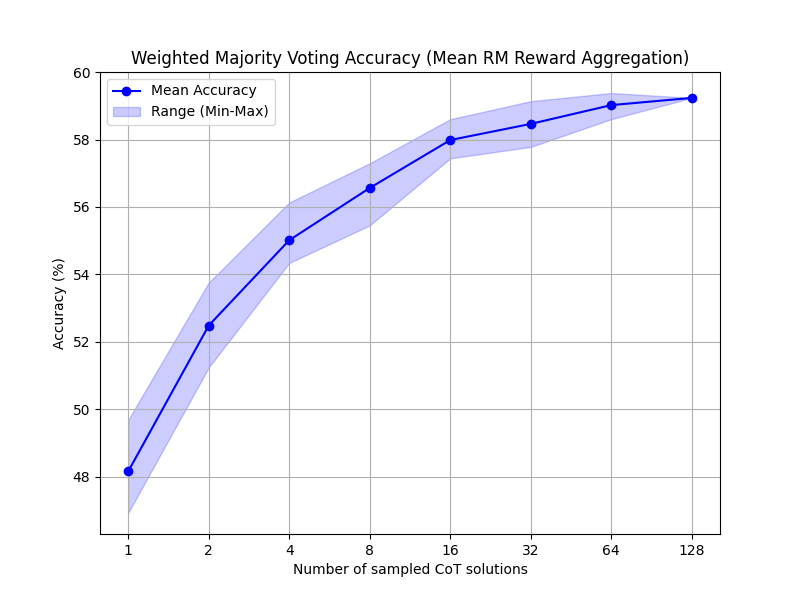 Weighted Majority Voting Accuracy (Mean RM Reward Aggregation)
Mean Accuracy
Range (Min-Max)
60
58
56
54
52
50
48
Accuracy (%)
1 2 4 8 16 32 64 128
Number of sampled CoT solutions